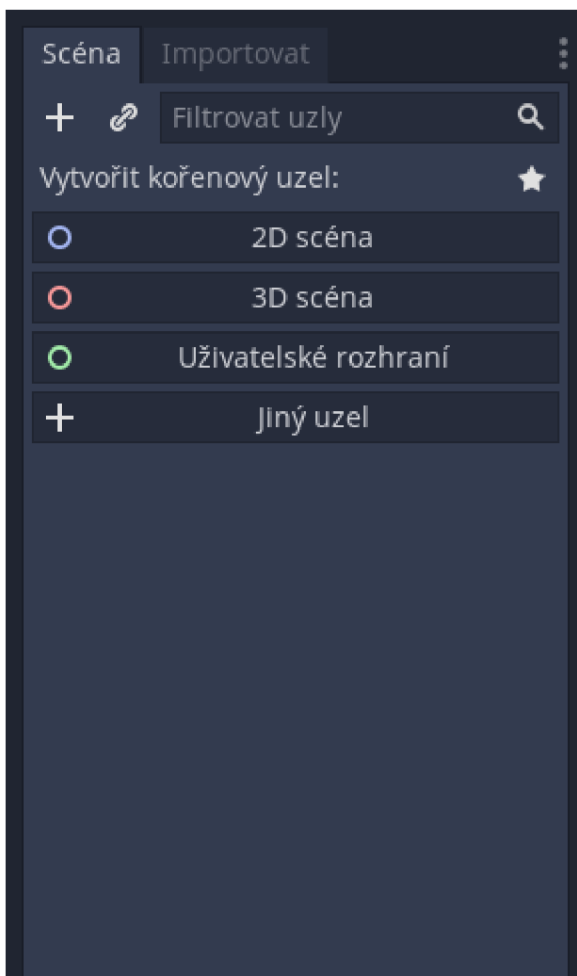 Scéna Importovat
Filtrovat uzly
Vytvořit kořenový uzel:
2D scéna
3D scéna
Uživatelské rozhraní
Jiný uzel